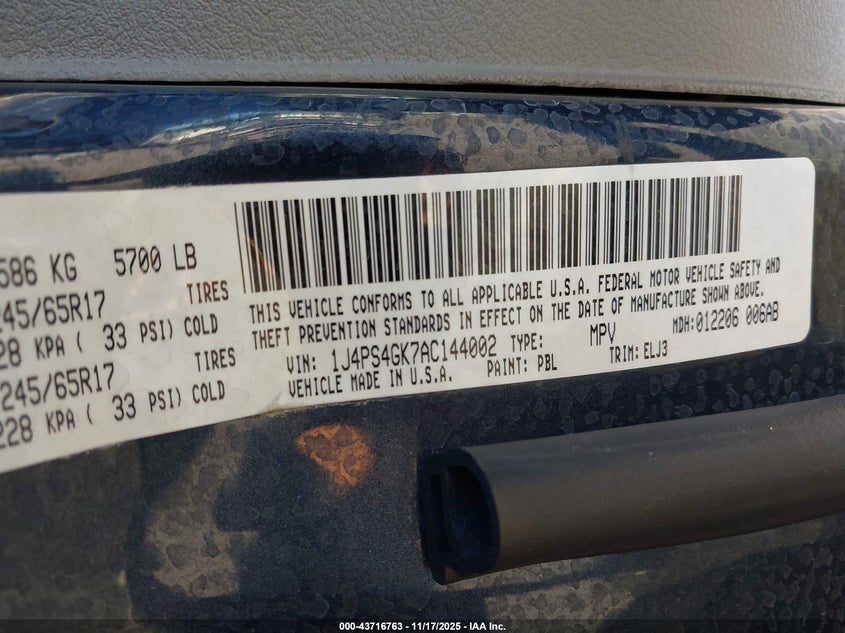 586 KG 5700 LB
TIRES
245/65R17
228 KPA ( 33 PSI) COLD
TIRES
245/65R17
228 KPA ( 33 PSI) COLD
THIS VEHICLE CONFORMS TO ALL APPLICABLE U.S.A. FEDERAL MOTOR VEHICLE SAFETY AND
THEFT PREVENTION STANDARDS IN EFFECT ON THE DATE OF MANUFACTURE SHOWN ABOVE.
VIN: 1J4PS4GK7AC144002 TYPE: MPV MDH:012206 006AB
VEHICLE MADE IN U.S.A. PAINT: PBL TRIM: ELJ3
000-43716763 - 11/17/2025 - IAA Inc.